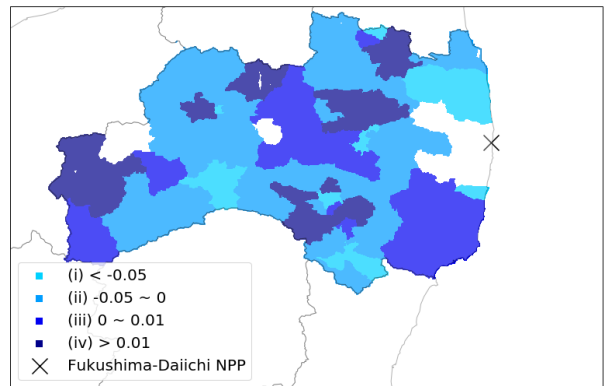 (i) < -0.05
(ii) -0.05 ~ 0
(iii) 0 ~ 0.01
(iv) > 0.01
Fukushima-Daiichi NPP